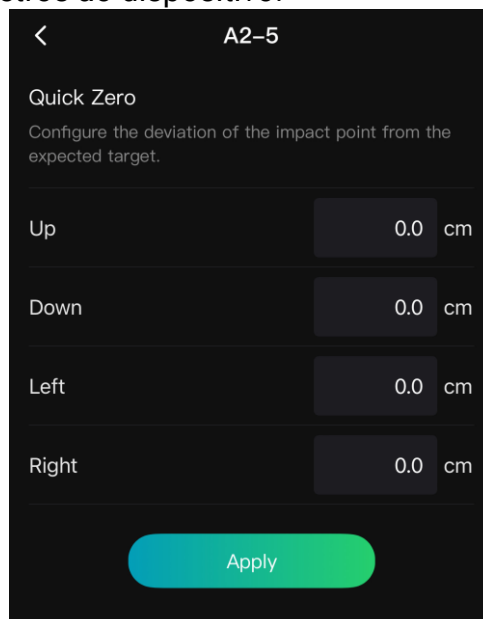 A2-5
Quick Zero
Configure the deviation of the impact point from the
expected target.
Up 0.0 cm
Down 0.0 cm
Left 0.0 cm
Right 0.0 cm
Apply